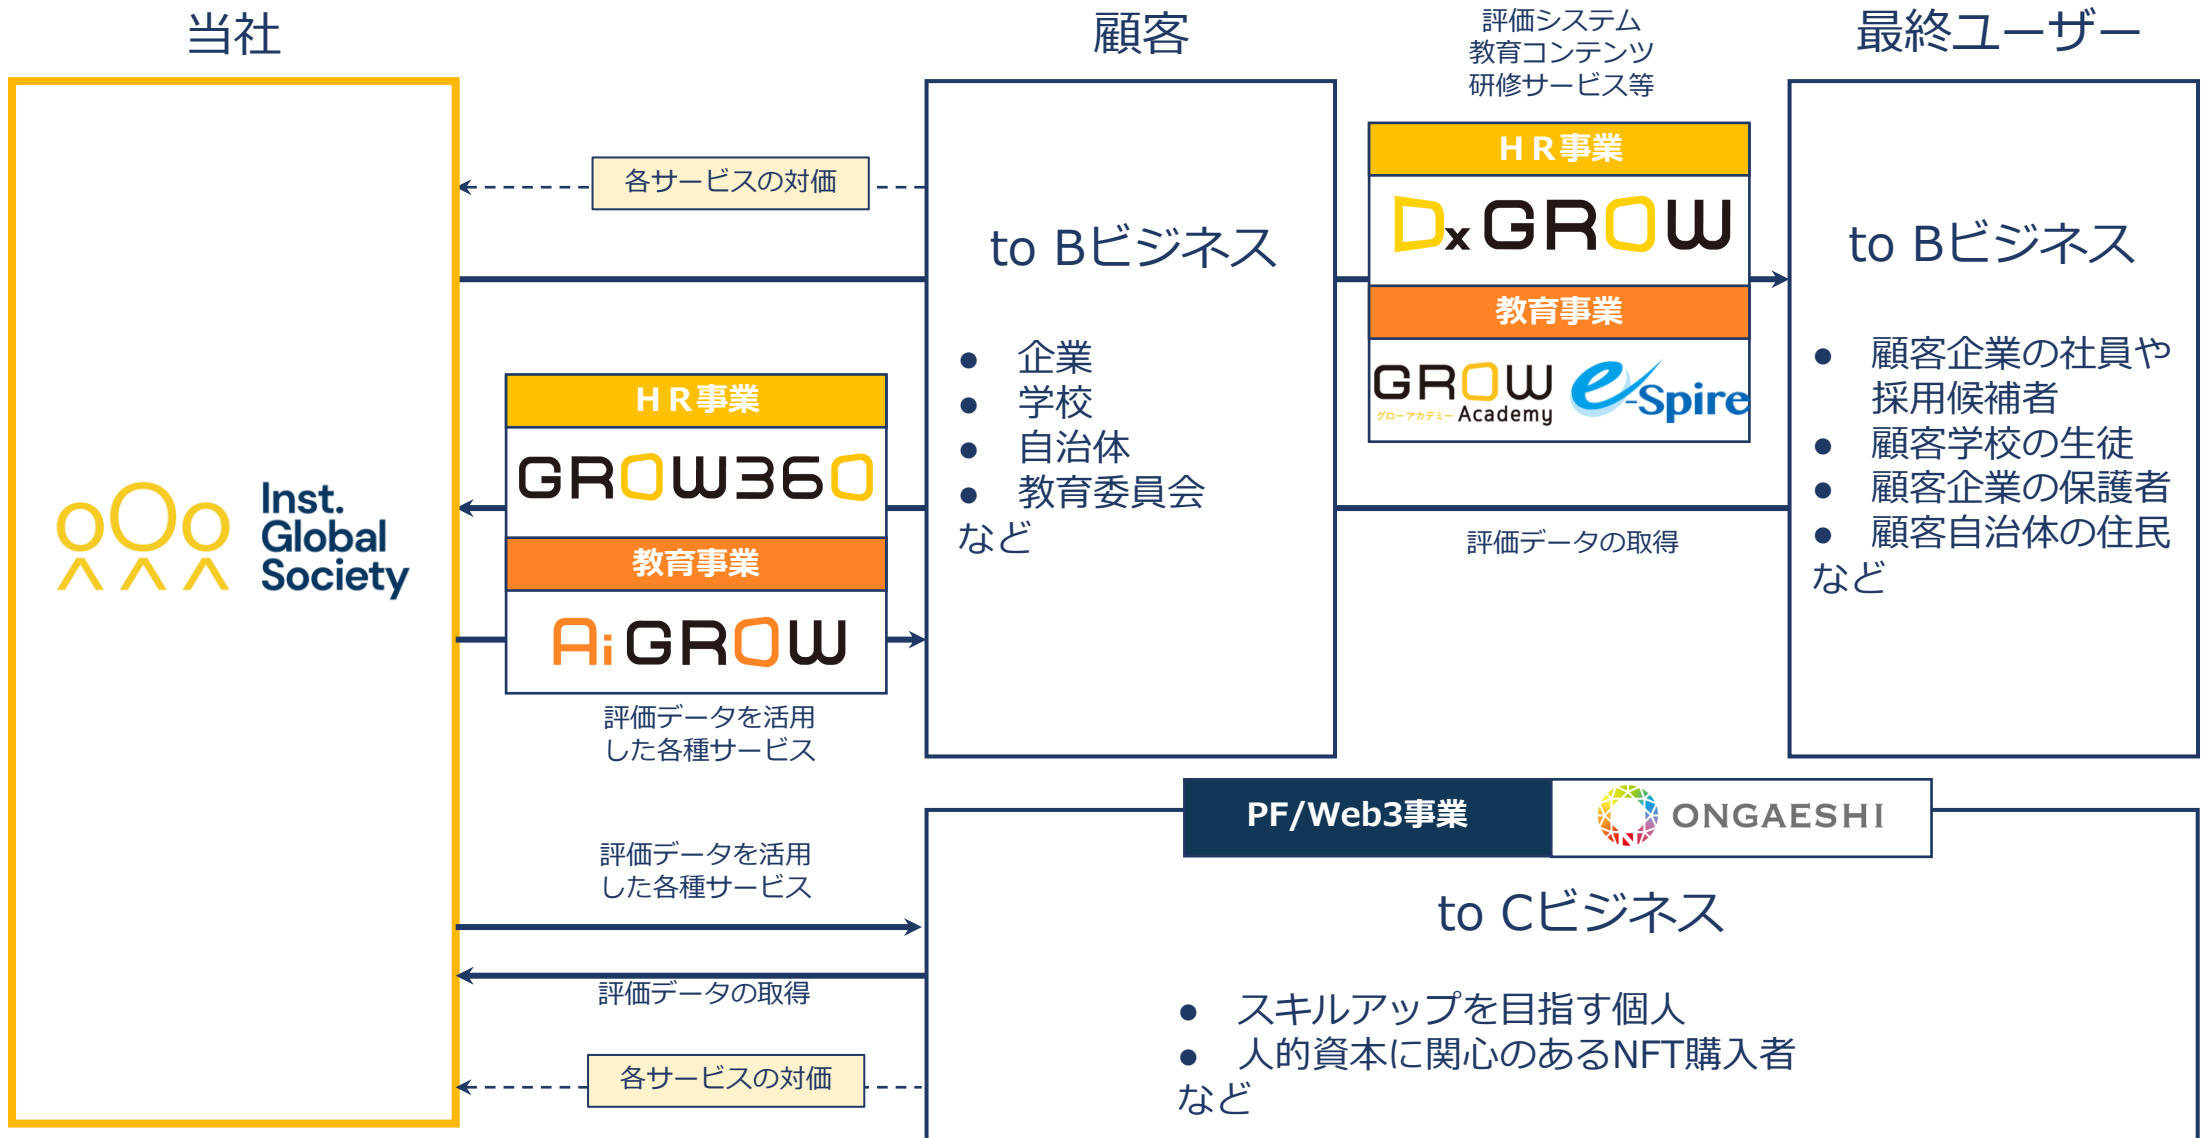 当社
顧客
評価システム
教育コンテンツ
研修サービス等
最終ユーザー
各サービスの対価
HR事業
GROW360
教育事業
Ai GROW
評価データを活用
した各種サービス
Inst.
Global
Society
to Bビジネス
● 企業
● 学校
● 自治体
● 教育委員会
など
HR事業
DxGROW
教育事業
GROW
グローアカデミー Academy
e-Spire
評価データの取得
to Bビジネス
● 顧客企業の社員や
採用候補者
● 顧客学校の生徒
● 顧客企業の保護者
● 顧客自治体の住民
など
評価データを活用
した各種サービス
評価データの取得
各サービスの対価
PF/Web3事業
ONGAESHI
to Cビジネス
● スキルアップを目指す個人
● 人的資本に関心のあるNFT購入者
など